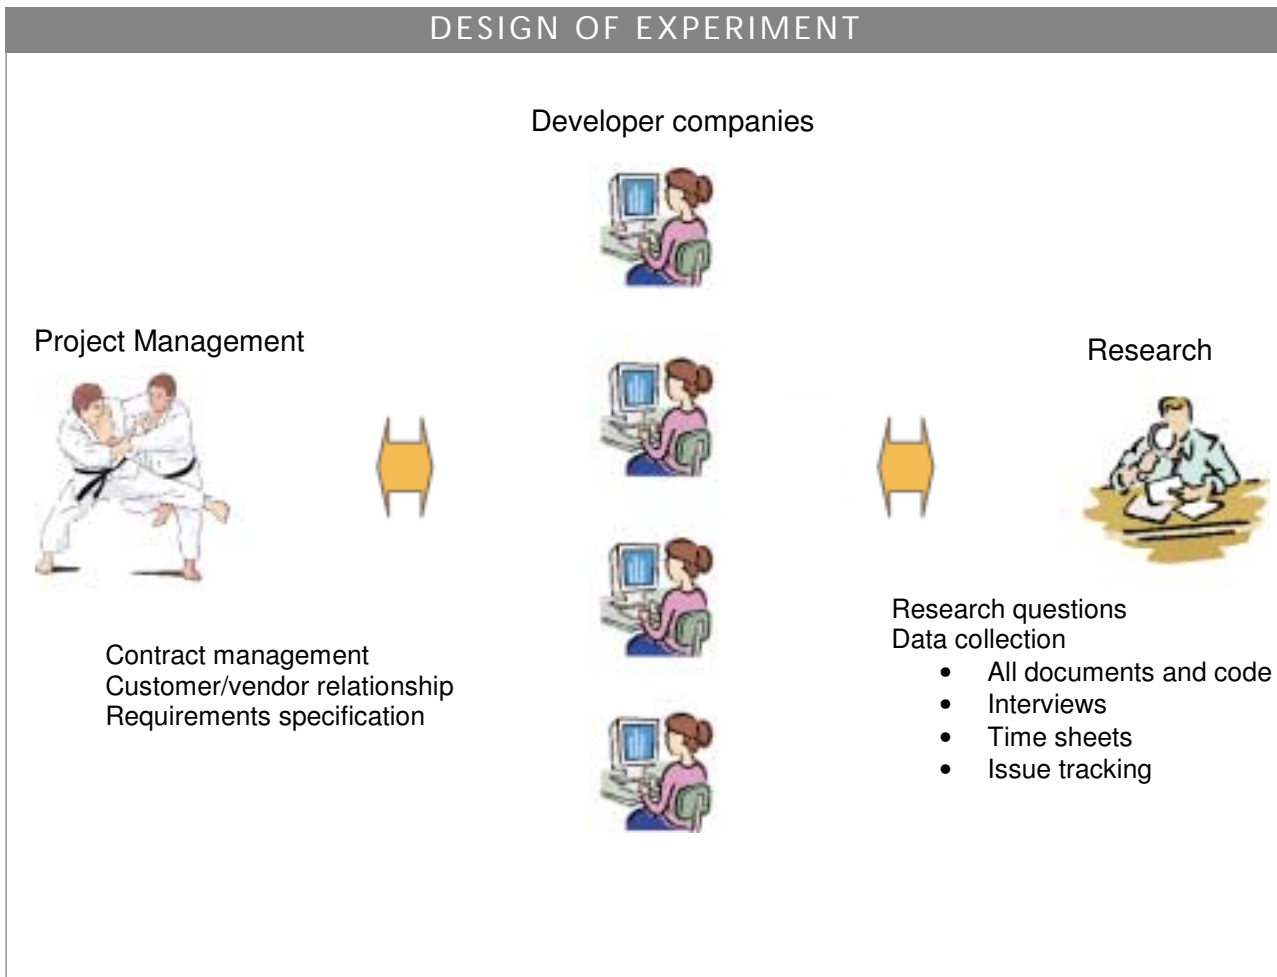 DESIGN OF EXPERIMENT
Developer companies
Project Management
Research
Contract management
Customer/vendor relationship
Requirements specification
Research questions
Data collection
• All documents and code
• Interviews
• Time sheets
• Issue tracking